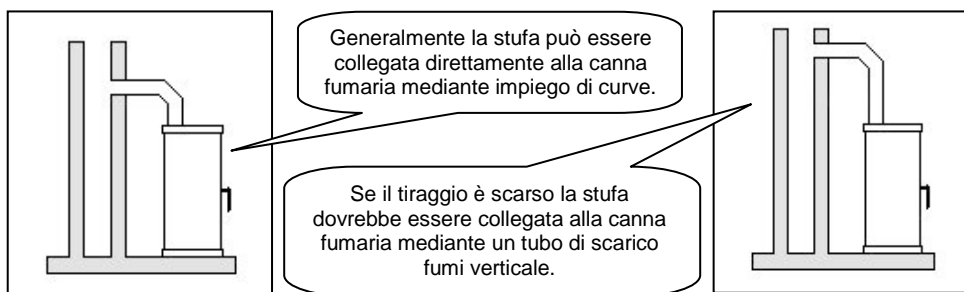 Generalmente la stufa può essere
collegata direttamente alla canna
fumaria mediante impiego di curve.
Se il tiraggio è scarso la stufa
dovrebbe essere collegata alla canna
fumaria mediante un tubo di scarico
fumi verticale.